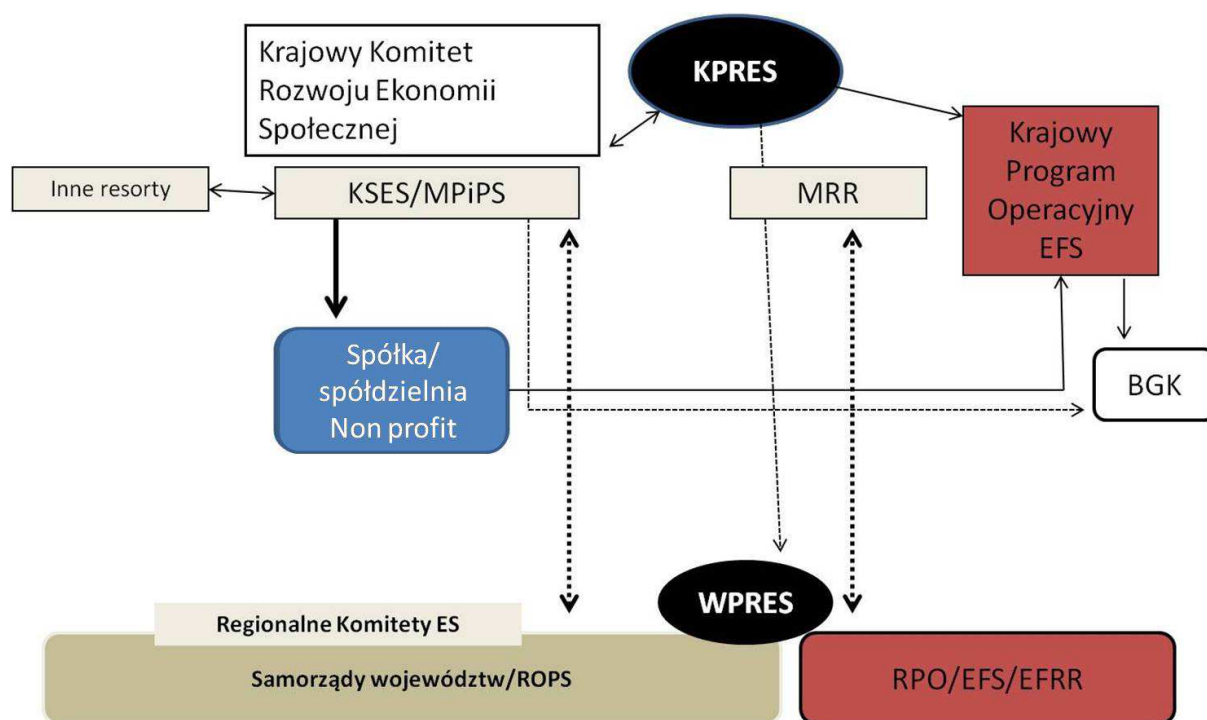 Krajowy Komitet
Rozwoju Ekonomii
Społecznej
KPRES
Krajowy
Program
Operacyjny
EFS
Inne resorty
KSES/MPiPS
MRR
Spółka/
spółdzielnia
Non profit
BGK
WPRES
Regionalne Komitety ES
Samorządy województw/ROPS
RPO/EFS/EFRR